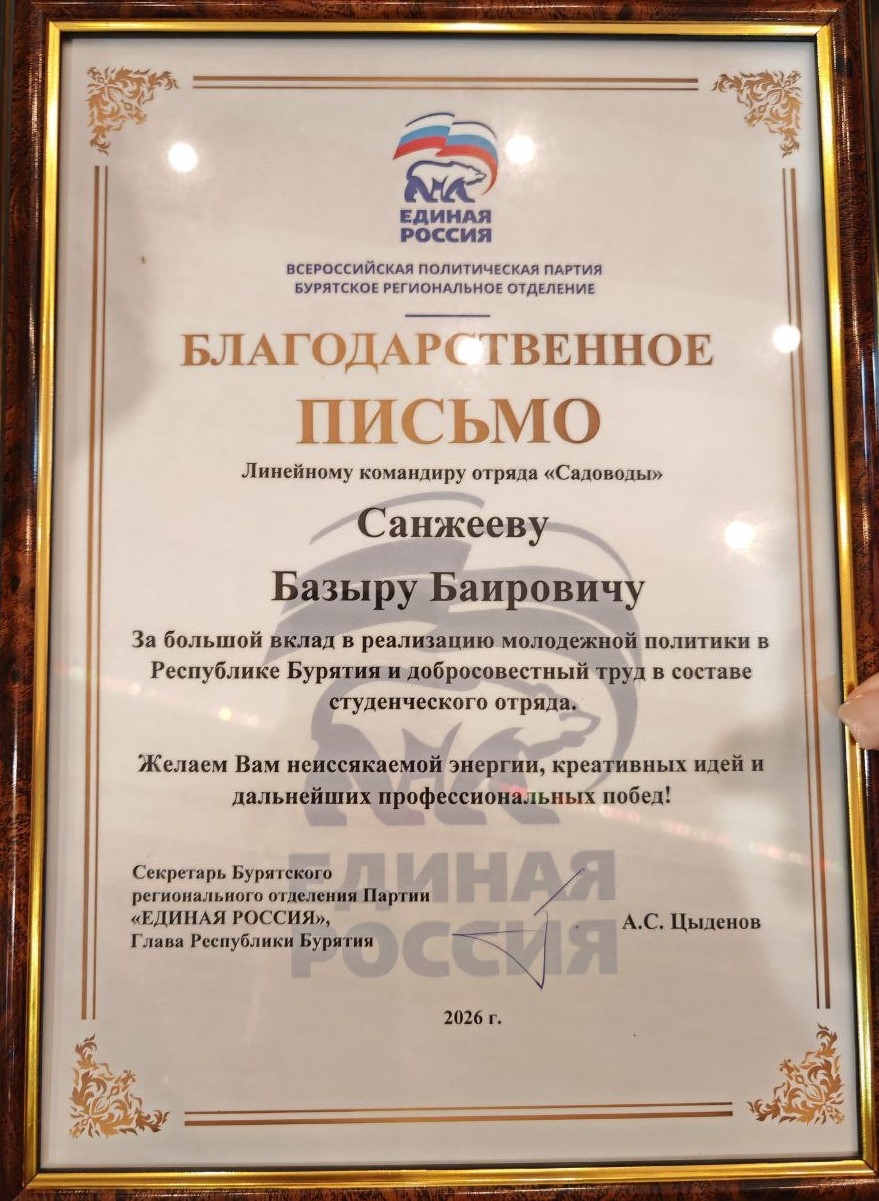 ЕДИНАЯ
РОССИЯ
ВСЕРОССИЙСКАЯ ПОЛИТИЧЕСКАЯ ПАРТИЯ
БУРЯТСКОЕ РЕГИОНАЛЬНОЕ ОТДЕЛЕНИЕ
БЛАГОДАРСТВЕННОЕ
ПИСЬМО
Линейному командиру отряда «Садоводы»
Санжееву
Базыру Баировичу
За большой вклад в реализацию молодежной политики в
Республике Бурятия и добросовестный труд в составе
студенческого отряда.
Желаем Вам неиссякаемой энергии, креативных идей и
дальнейших профессиональных побед!
ЕДИНАЯ
РОССИЯ
Секретарь Бурятского
регионального отделения Партии
«ЕДИНАЯ РОССИЯ»,
Глава Республики Бурятия
А.С. Цыденов
2026 г.